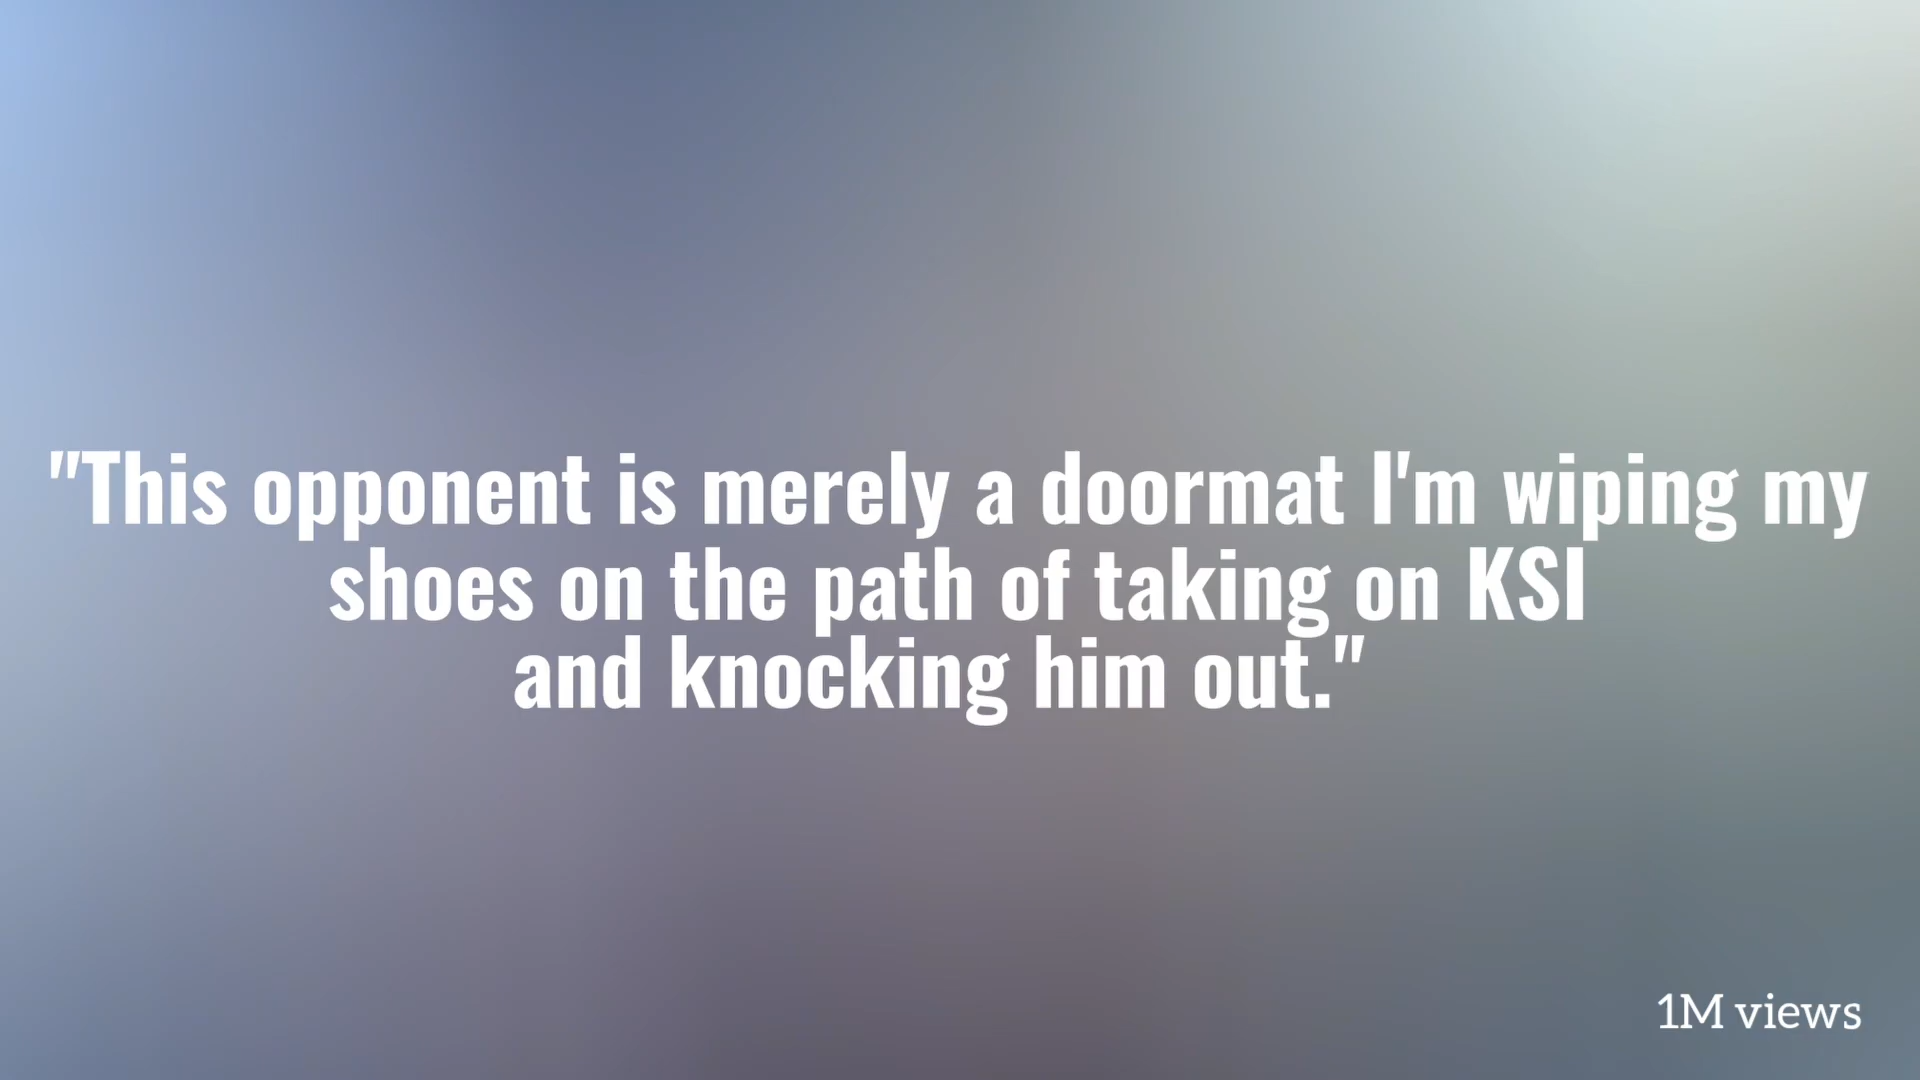 "This opponent is merely a doormat I'm wiping my
shoes on the path of taking on KSI
and knocking him out."
1M views